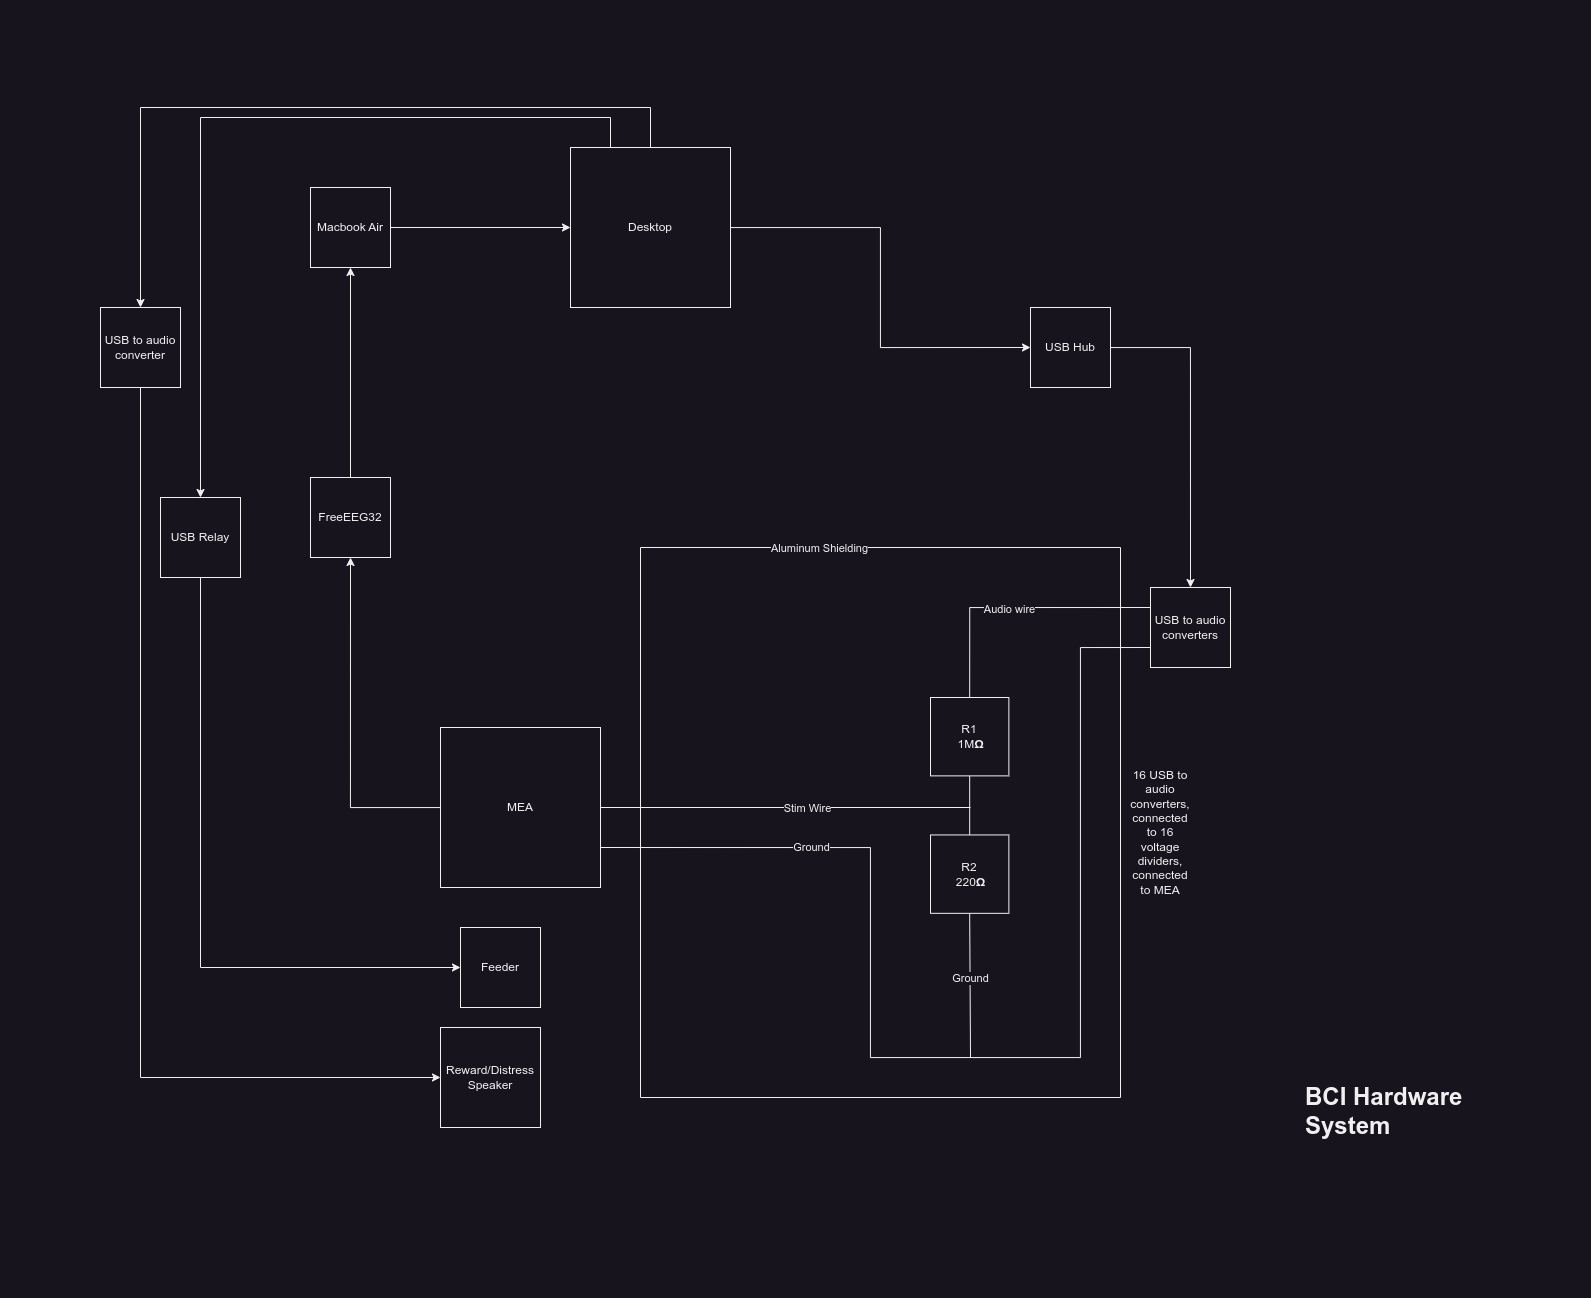 Macbook Air
Desktop
USB to audio
converter
USB Hub
FreeEEG32
USB Relay
Aluminum Shielding
Audio wire
USB to audio
converters
R1
1MΩ
MEA
Stim Wire
Ground
R2
220Ω
16 USB to
audio
converters,
connected
to 16
voltage
dividers,
connected
to MEA
Feeder
Ground
Reward/Distress
Speaker
BCI Hardware
System